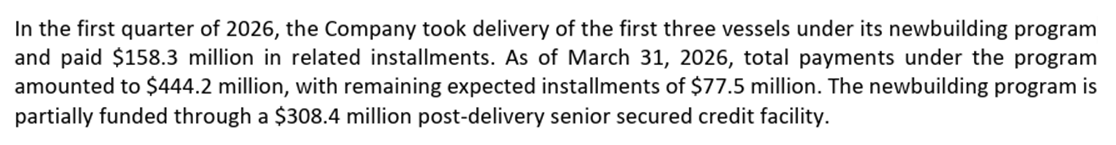 In the first quarter of 2026, the Company took delivery of the first three vessels under its newbuilding program
and paid $158.3 million in related installments. As of March 31, 2026, total payments under the program
amounted to $444.2 million, with remaining expected installments of $77.5 million. The newbuilding program is
partially funded through a $308.4 million post-delivery senior secured credit facility.